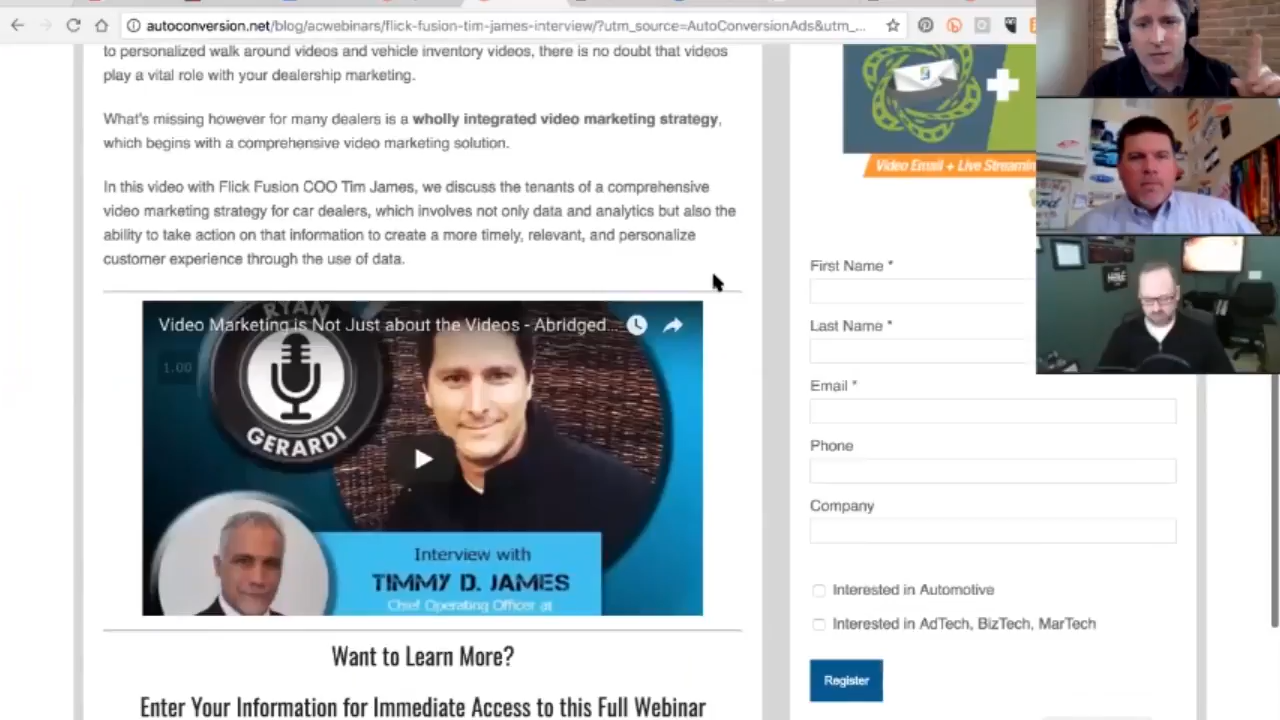 autoconversion.net/blog/acwebinars/flick-fusion-tim-james-interview/?utm_source=AutoConversionAds&utm_...
to personalized walk around videos and vehicle inventory videos, there is no doubt that videos
play a vital role with your dealership marketing.
What's missing however for many dealers is a wholly integrated video marketing strategy,
which begins with a comprehensive video marketing solution.
In this video with Flick Fusion COO Tim James, we discuss the tenants of a comprehensive
video marketing strategy for car dealers, which involves not only data and analytics but also the
ability to take action on that information to create a more timely, relevant, and personalize
customer experience through the use of data.
RYAN
Video Marketing is Not Just about the Videos - Abridged...
1.00
GERARDI
Interview with
TIMMY D. JAMES
Chief Operating Officer at
Want to Learn More?
Enter Your Information for Immediate Access to this Full Webinar
Video Email + Live Streamin
First Name *
Last Name *
Email *
Phone
Company
Interested in Automotive
Interested in AdTech, BizTech, MarTech
Register